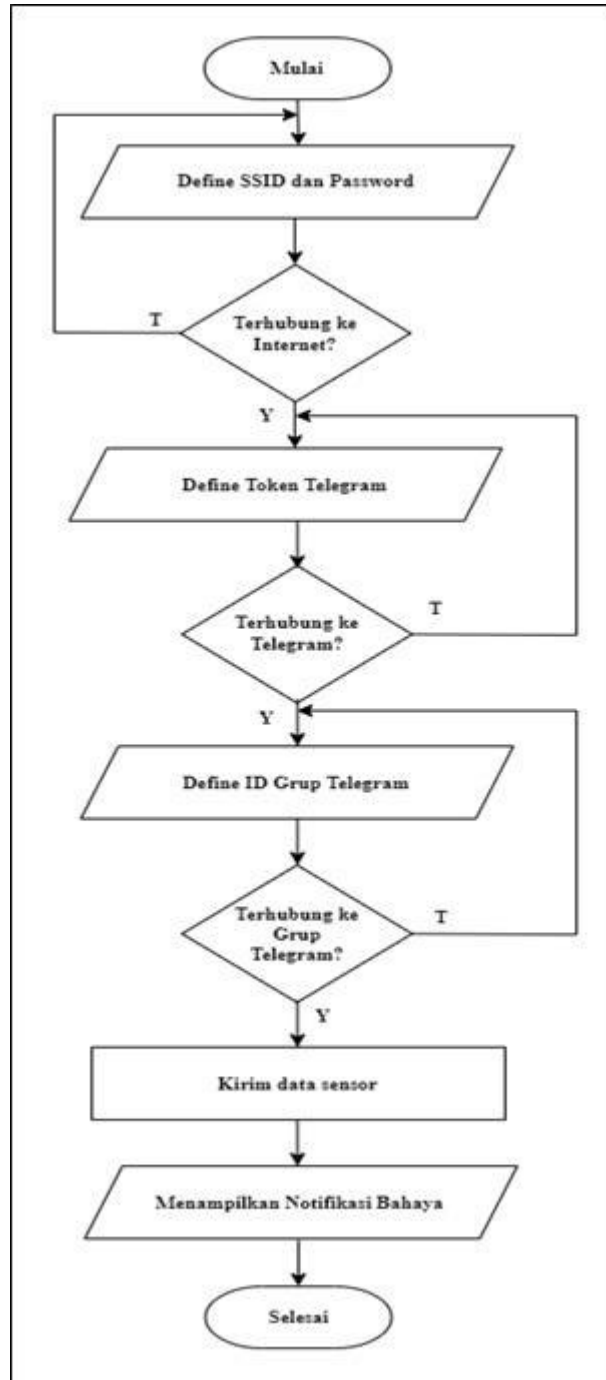 Mulai
Define SSID dan Password
T
Terhubung ke
Internet?
Y
Define Token Telegram
T
Terhubung ke
Telegram?
Y
Define ID Grup Telegram
T
Terhubung ke
Grup
Telegram?
Y
Kirim data sensor
Menampilkan Notifikasi Bahaya
Selesai